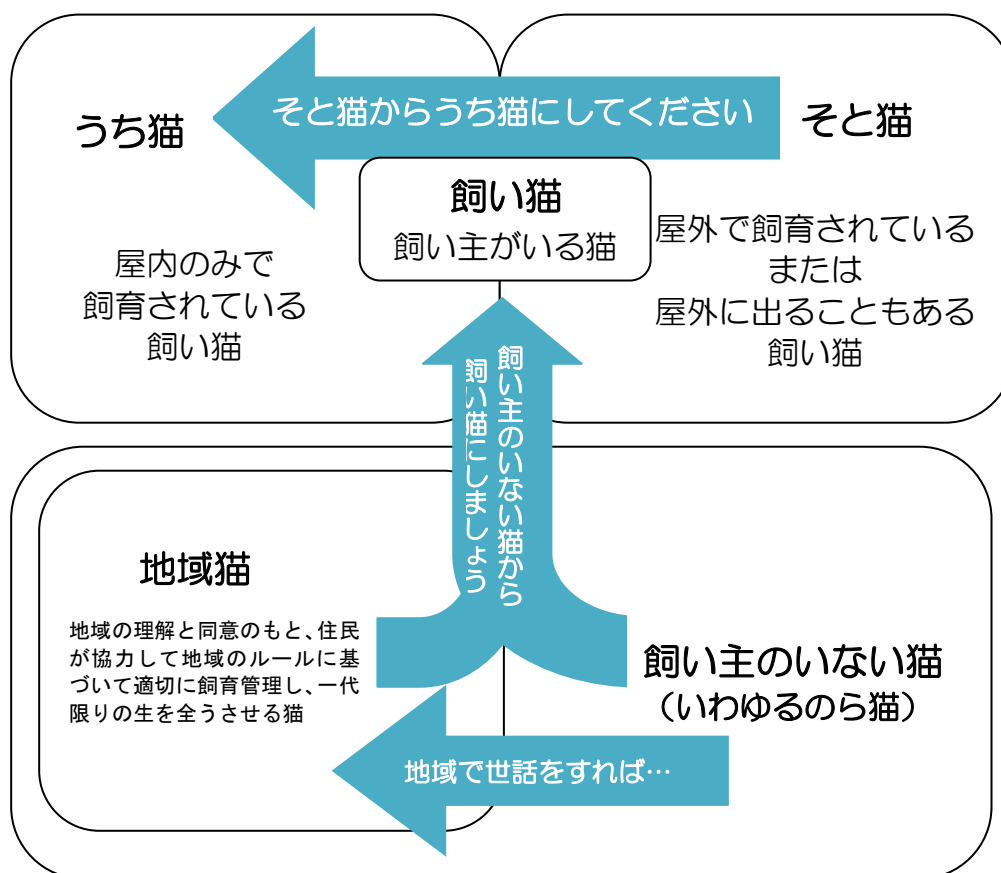 そと猫からうち猫にしてください
うち猫
そと猫
飼い猫
飼い主がいる猫
屋内のみで
飼育されている
飼い猫
屋外で飼育されている
または
屋外に出ることもある
飼い猫
飼い主のいない猫から
飼い猫にしましょう
地域猫
地域の理解と同意のもと、住民
が協力して地域のルールに基
づいて適切に飼育管理し、一代
限りの生を全うさせる猫
飼い主のいない猫
（いわゆるのら猫）
地域で世話をすれば…